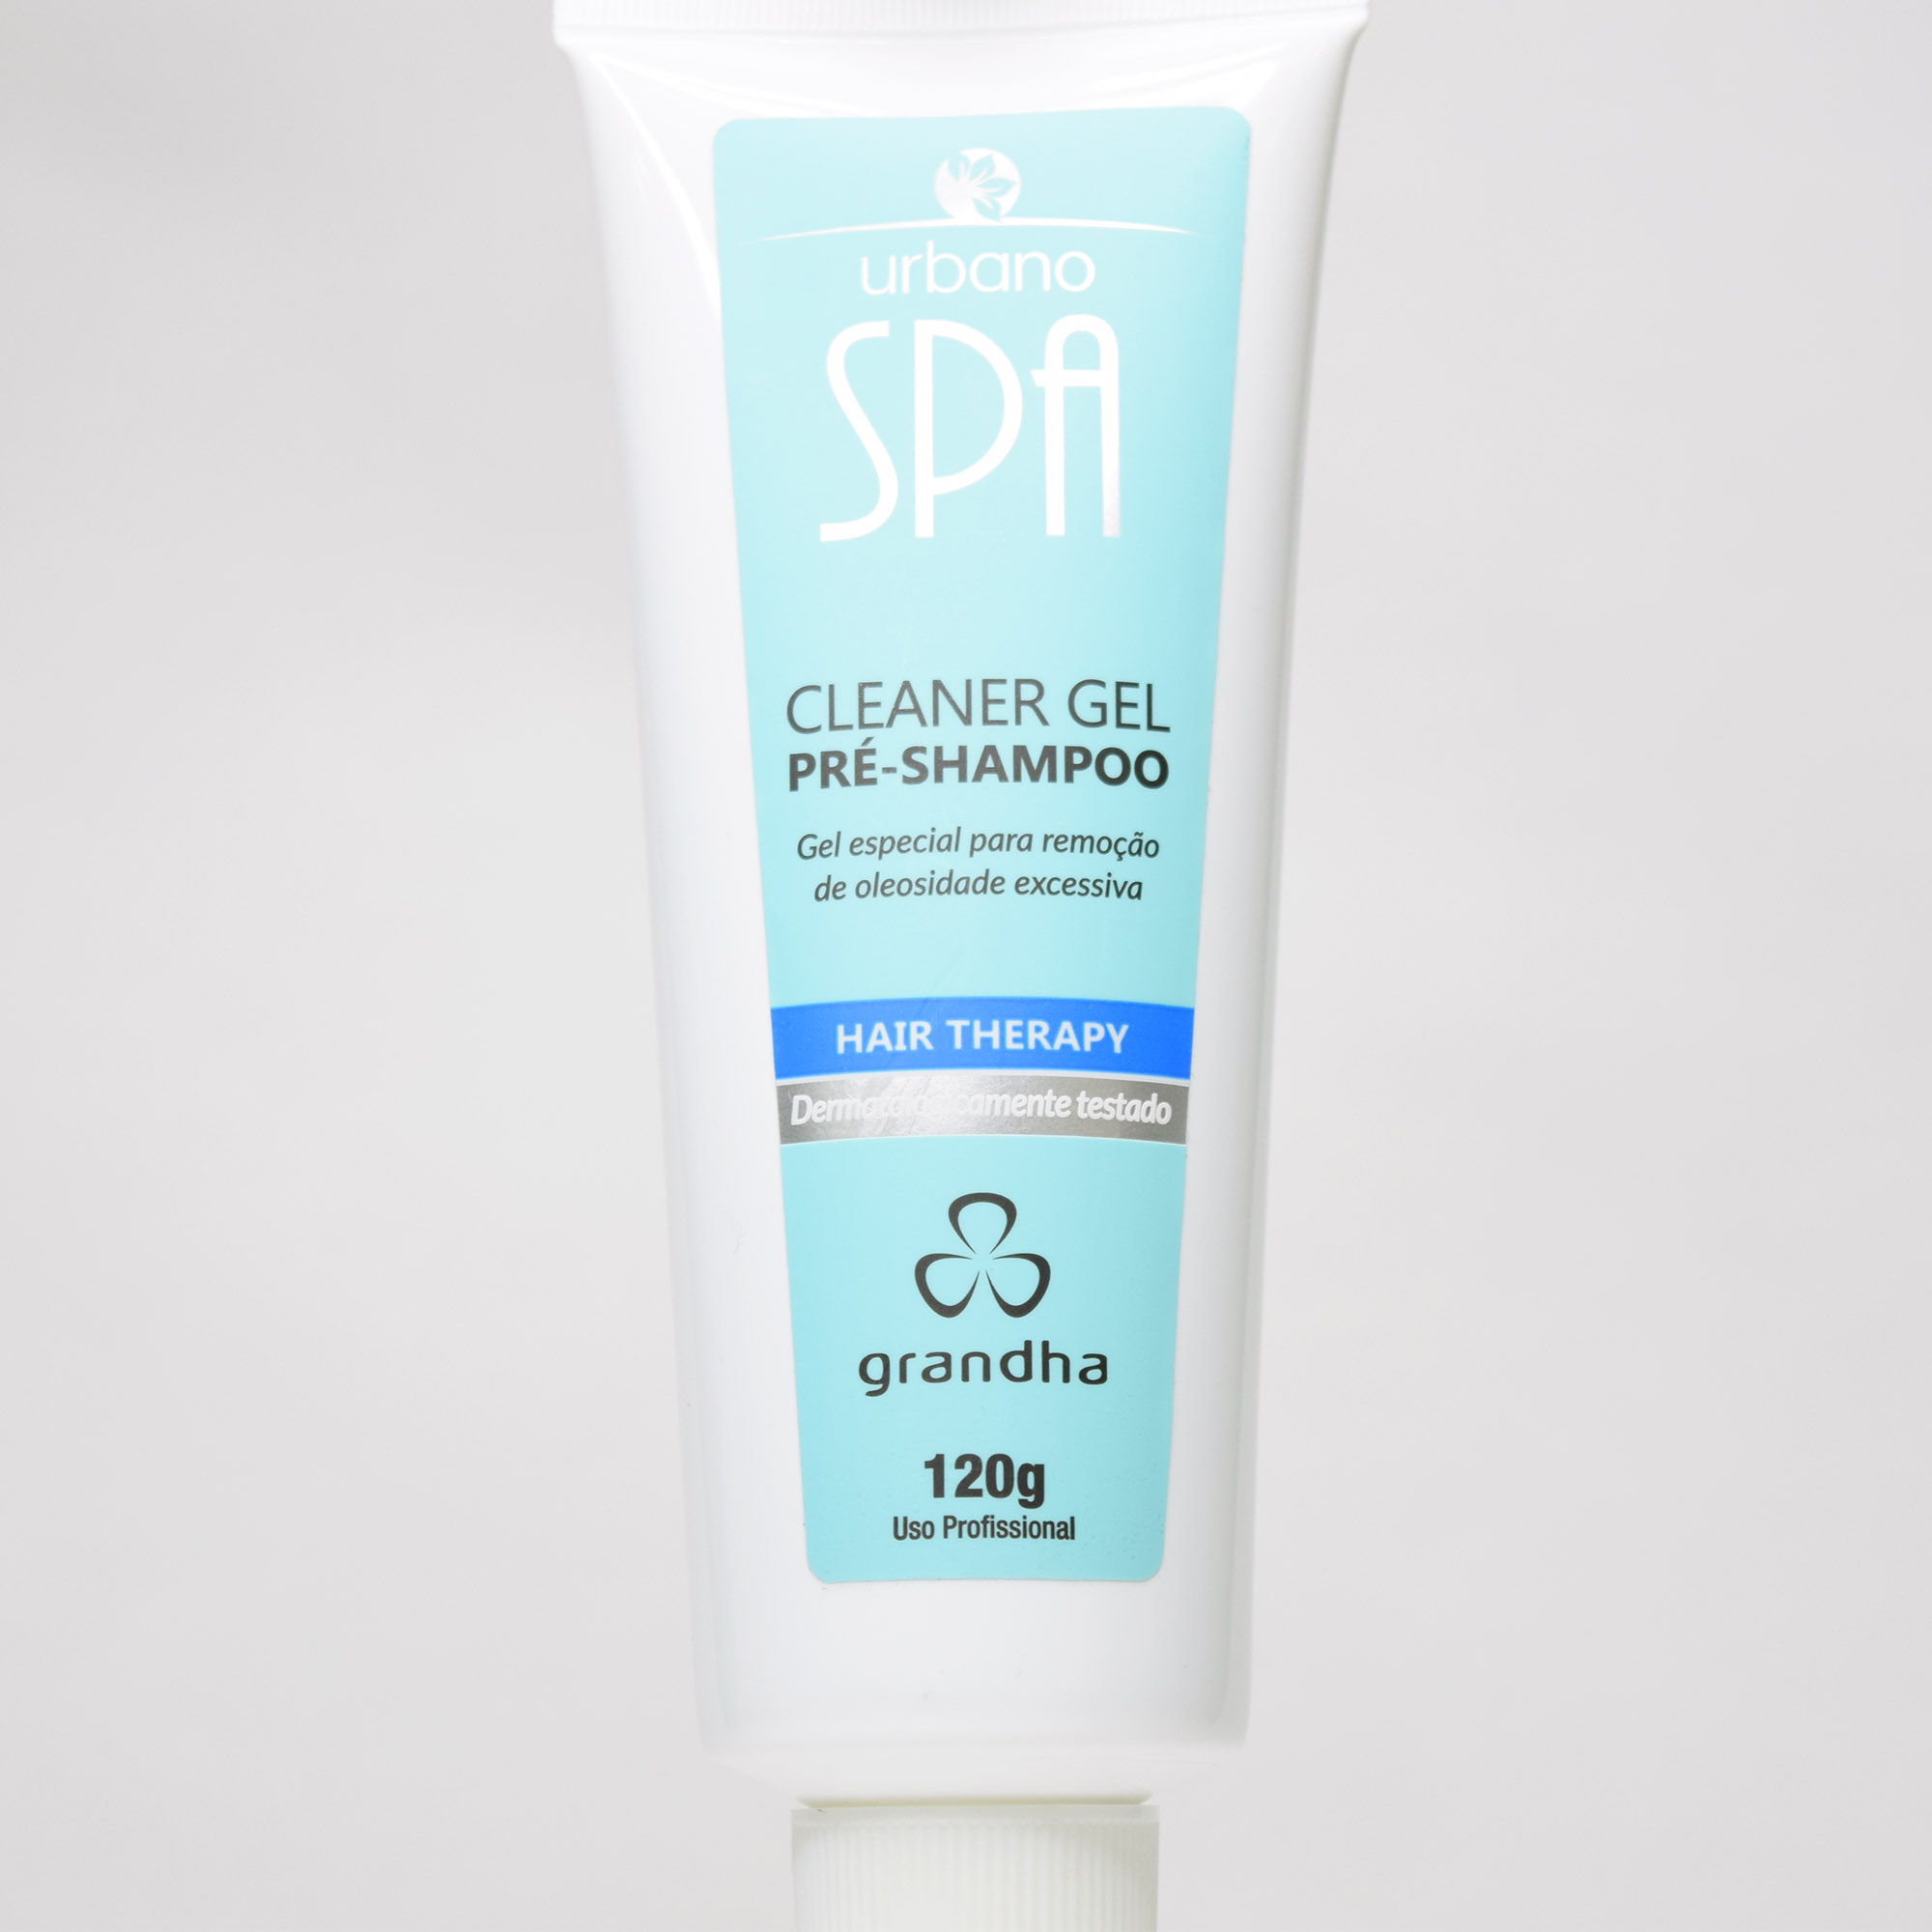 urbano
SPA
CLEANER GEL
PRÉ-SHAMPOO
Gel especial para remoção
de oleosidade excessiva
HAIR THERAPY
Dermatologicamente testado
grandha
120g
Uso Profissional